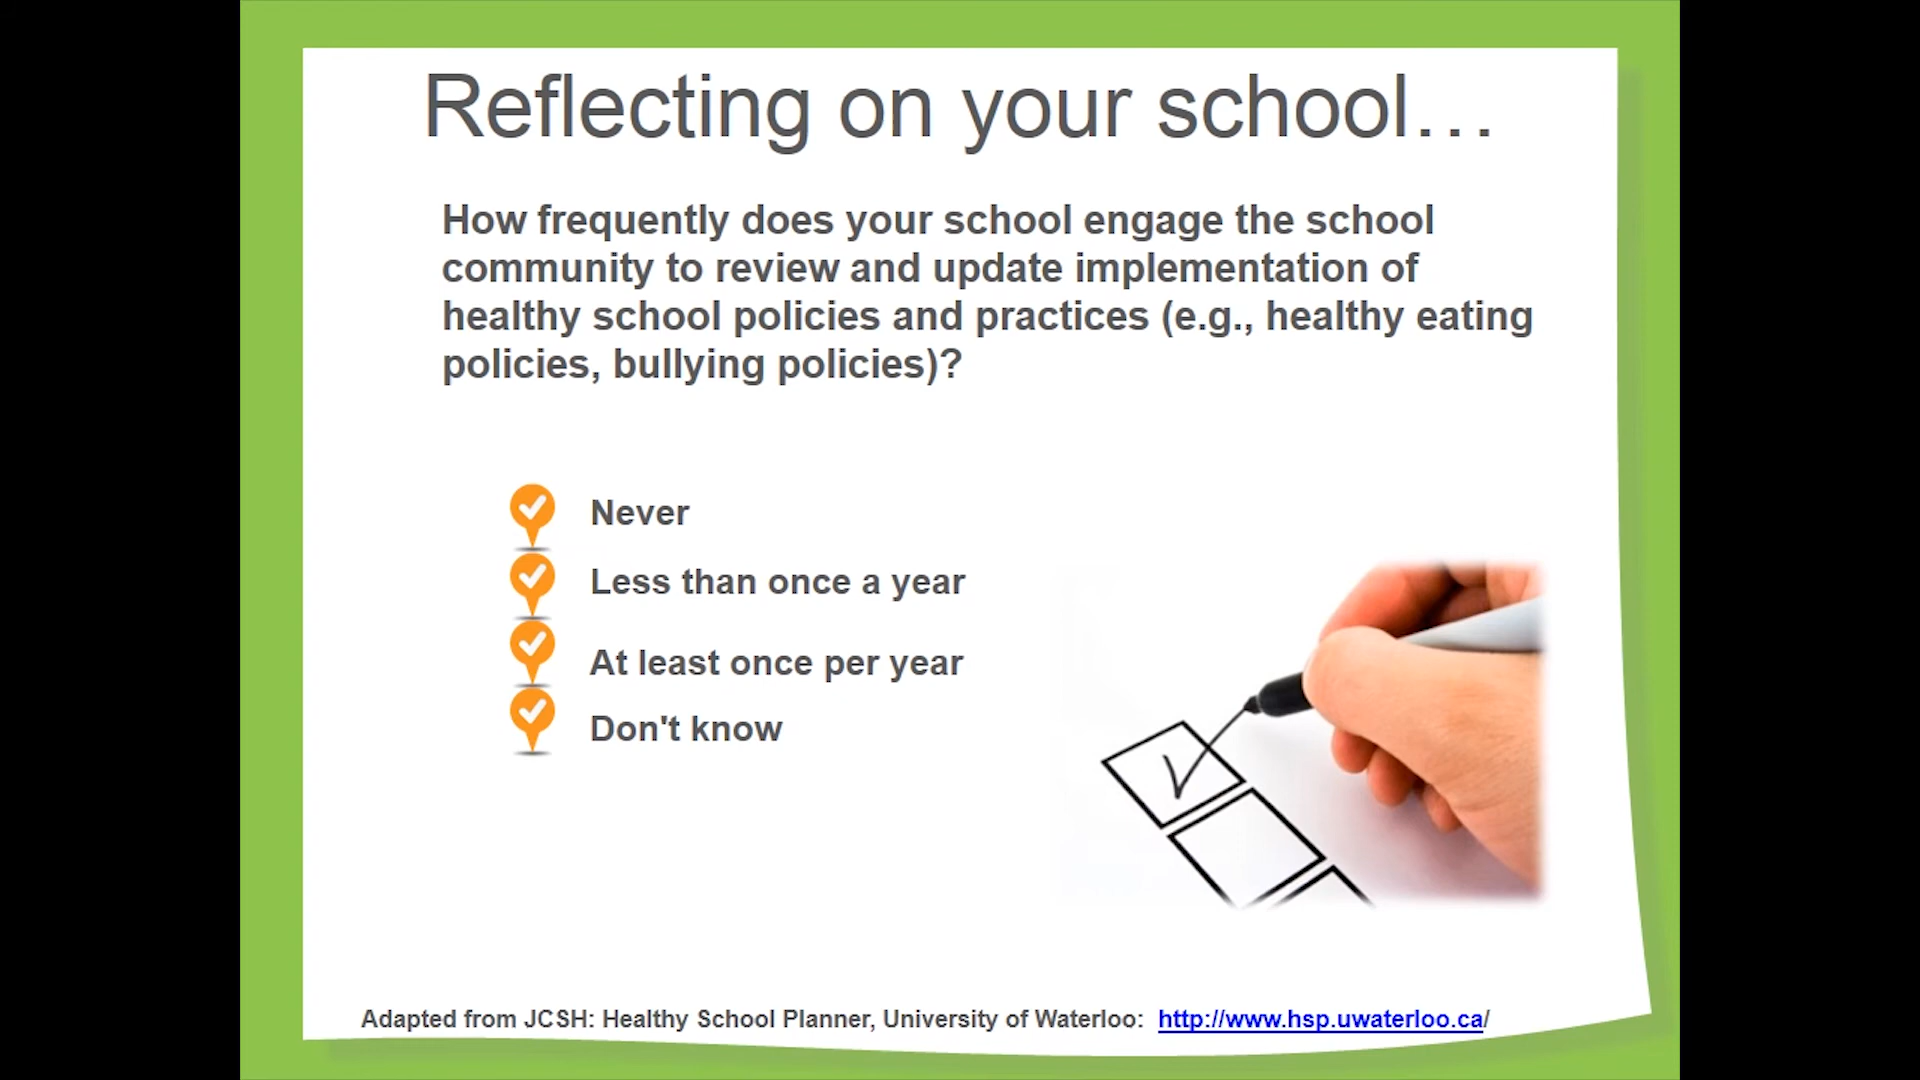 Reflecting on your school…
How frequently does your school engage the school
community to review and update implementation of
healthy school policies and practices (e.g., healthy eating
policies, bullying policies)?
Never
Less than once a year
At least once per year
Don't know
Adapted from JCSH: Healthy School Planner, University of Waterloo: http://www.hsp.uwaterloo.ca/